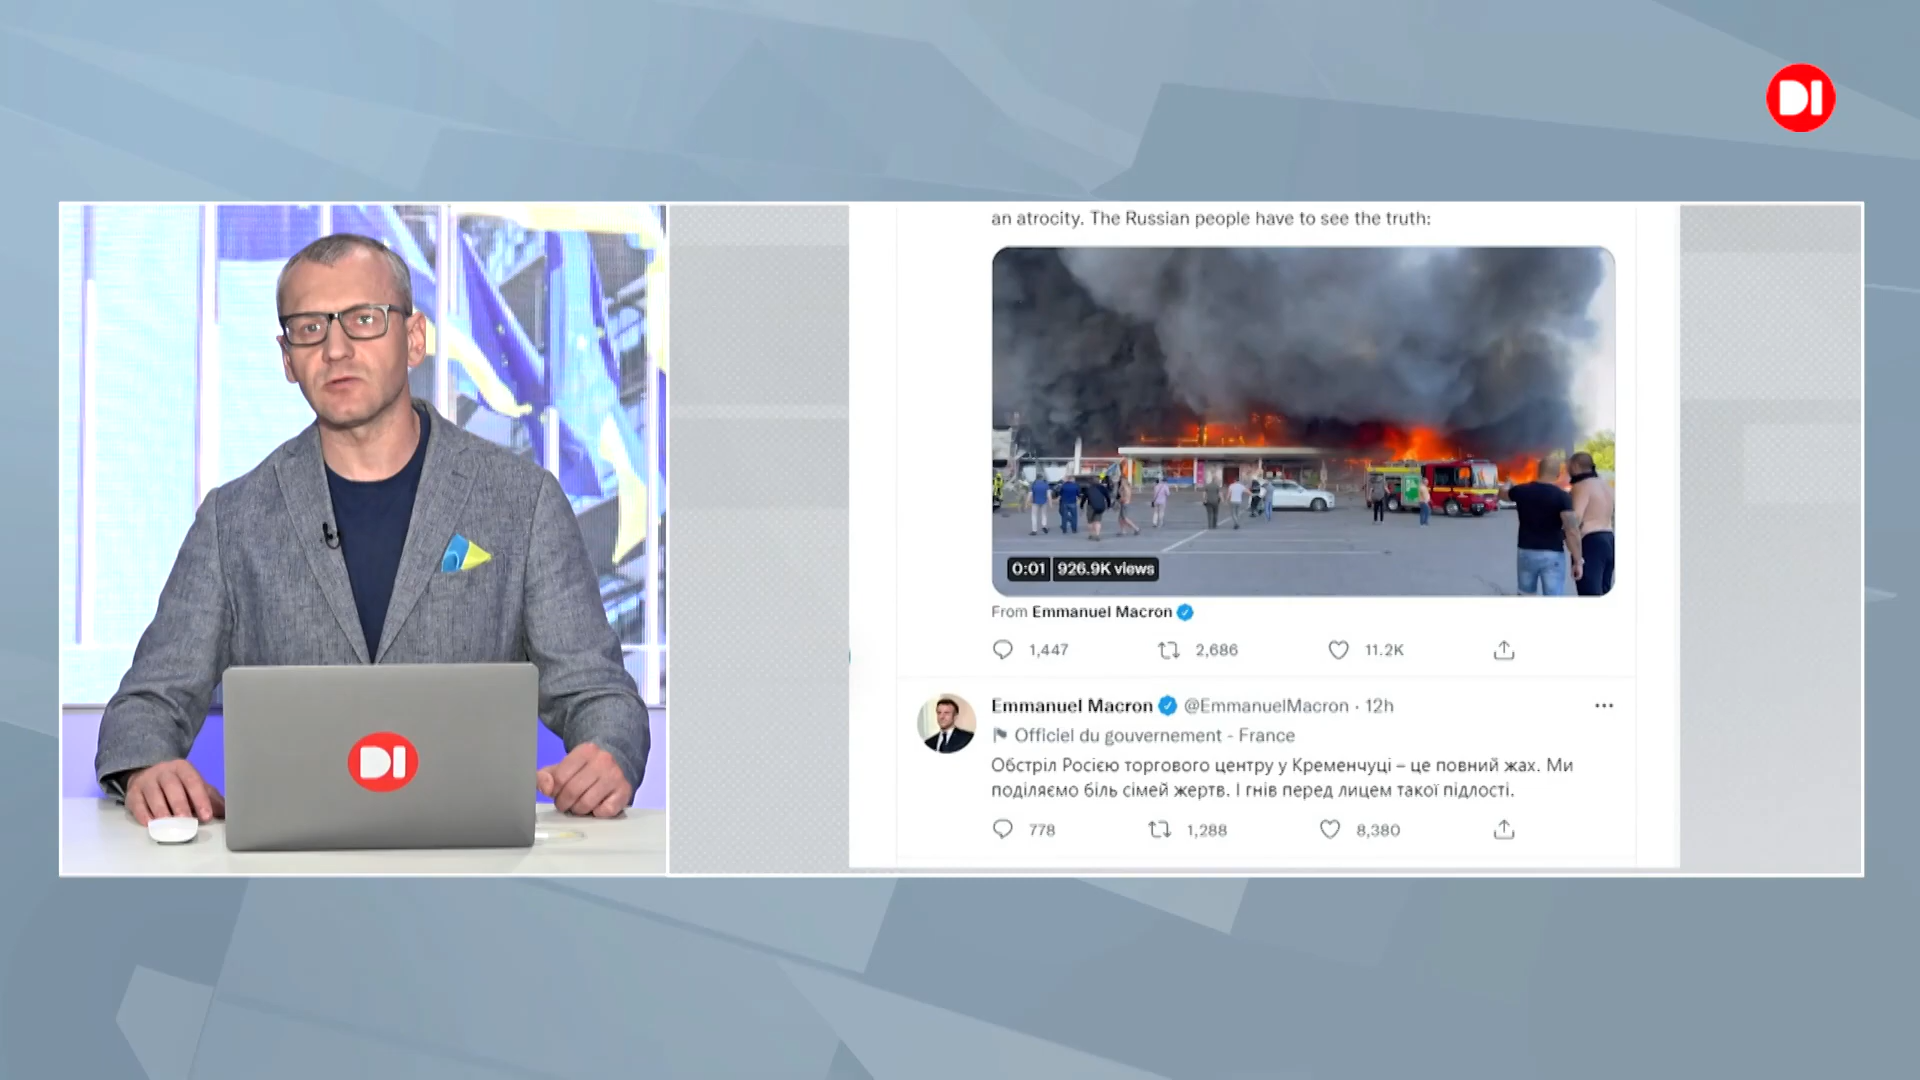 DI
an atrocity. The Russian people have to see the truth:
0:01 926.9K views
From Emmanuel Macron
1,447 2,686 11.2K
Emmanuel Macron @EmmanuelMacron · 12h
Officiel du gouvernement - France
Обстріл Росією торгового центру у Кременчуці – це повний жах. Ми
поділяємо біль сімей жертв. І гнів перед лицем такої підлості.
778 1,288 8,380
DI